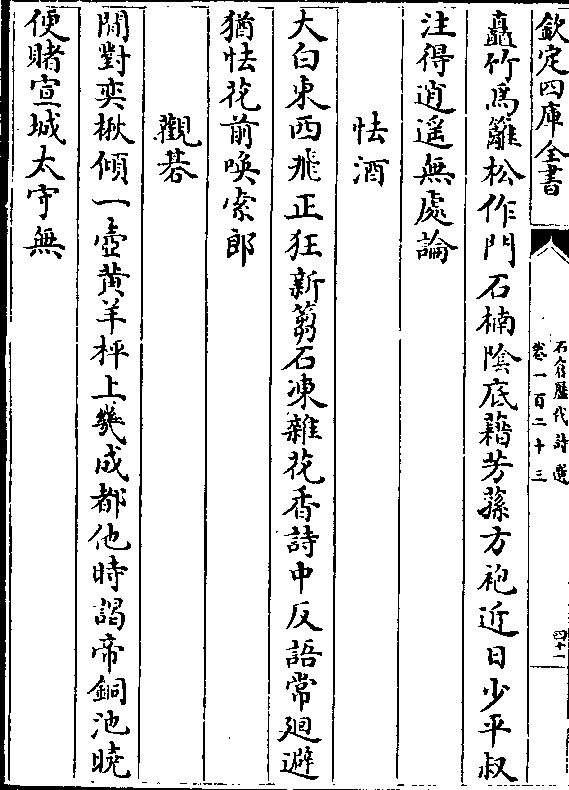 欽定四庫全書
石倉歷代詩選
卷一百二十三
四十一
矗竹為籬松作門石楠隂底藉芳蓀方袍近日少平叔
注得逍遥無處論
怯酒
大白東西飛正狂新蒭石凍雜花香詩中反語常廻避
猶怯花前喚索郎
觀碁
閒對奕楸傾一壺黄羊枰上幾成都他時謁帝銅池曉
便賭宣城太守無